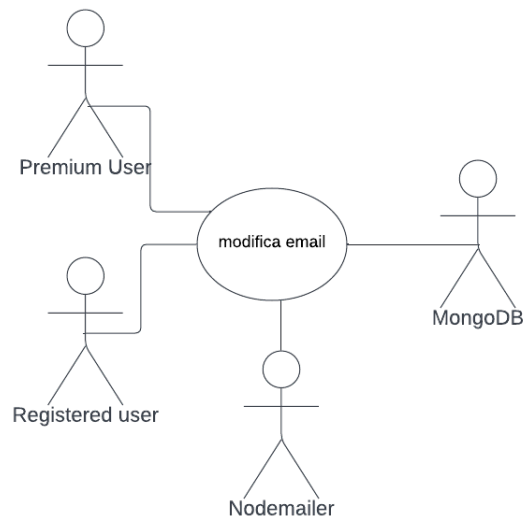 Premium User
modifica email
MongoDB
Registered user
Nodemailer